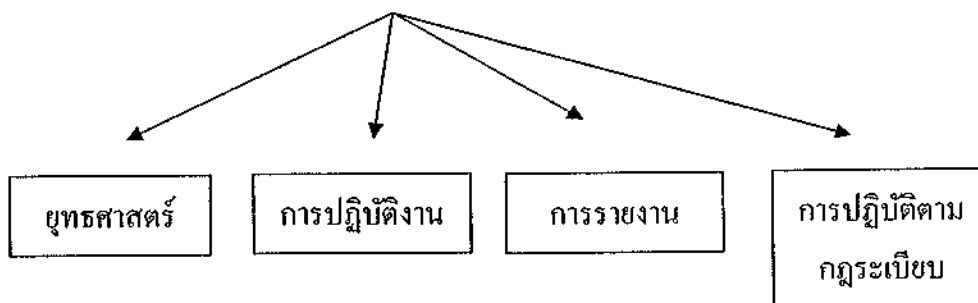 ยุทธศาสตร์
การปฏิบัติงาน
การรายงาน
การปฏิบัติตาม
กฎระเบียบ